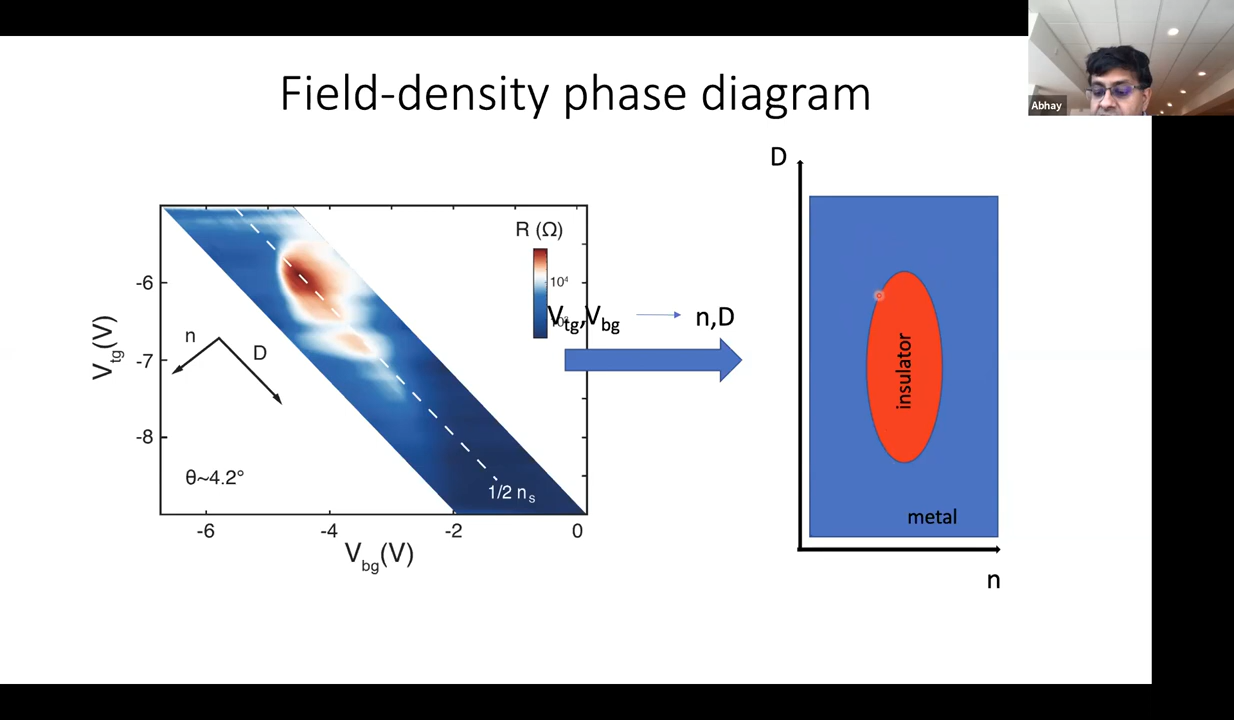 Field-density phase diagram
Abhay
R (Ω)
10⁴
-6
-7
-8
V_tg(V)
n
D
θ~4.2°
1/2 n_s
-6
-4
-2
0
V_bg(V)
V_tg,V_bg
n,D
D
insulator
metal
n